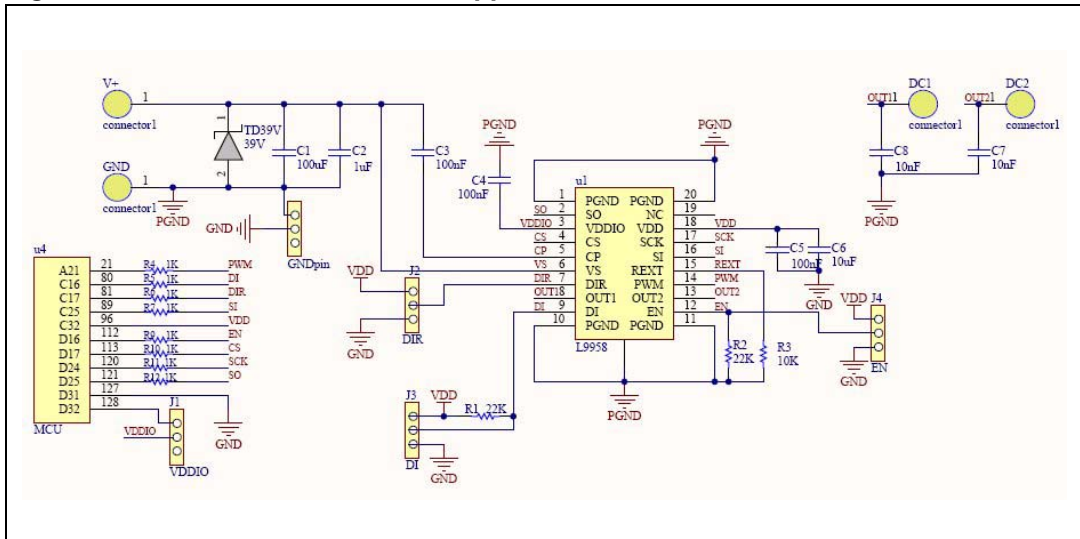 V+
1
connector1
GND
1
connector1
PGND
1
TD39V
39V
2
C1
100uF
C2
1uF
C3
100nF
GND
GNDpin
PGND
C4
100nF
PGND
OUT11
DC1
connector1
OUT21
DC2
connector1
C8
10nF
C7
10nF
PGND
u1
1 PGND PGND 20
SO 2 SO NC 19
VDDIO 3 VDDIO VDD 18 VDD
CS 4 CS SCK 17 SCK
CP 5 CP SI 16 SI
VS 6 VS REXT 15 REXT
DIR 7 DIR PWM 14 PWM
OUT18 OUT1 OUT2 13 OUT2
DI 9 DI EN 12 EN
10 PGND PGND 11
L9958
C5
100nF
C6
10uF
GND
u4
A21 21 R4 1K PWM
C16 80 R5 1K DI
C17 81 R6 1K DIR
C25 89 R7 1K SI
C32 96 VDD
D16 112 R9 1K EN
D17 113 R10 1K CS
D24 120 R11 1K SCK
D25 121 R12 1K SO
D31 127
D32 128
MCU
GND
J1
VDDIO
VDDIO
VDD
J2
GND
DIR
J3
VDD
R1 22K
DI
GND
R2
22K
R3
10K
PGND
VDD
J4
GND
EN